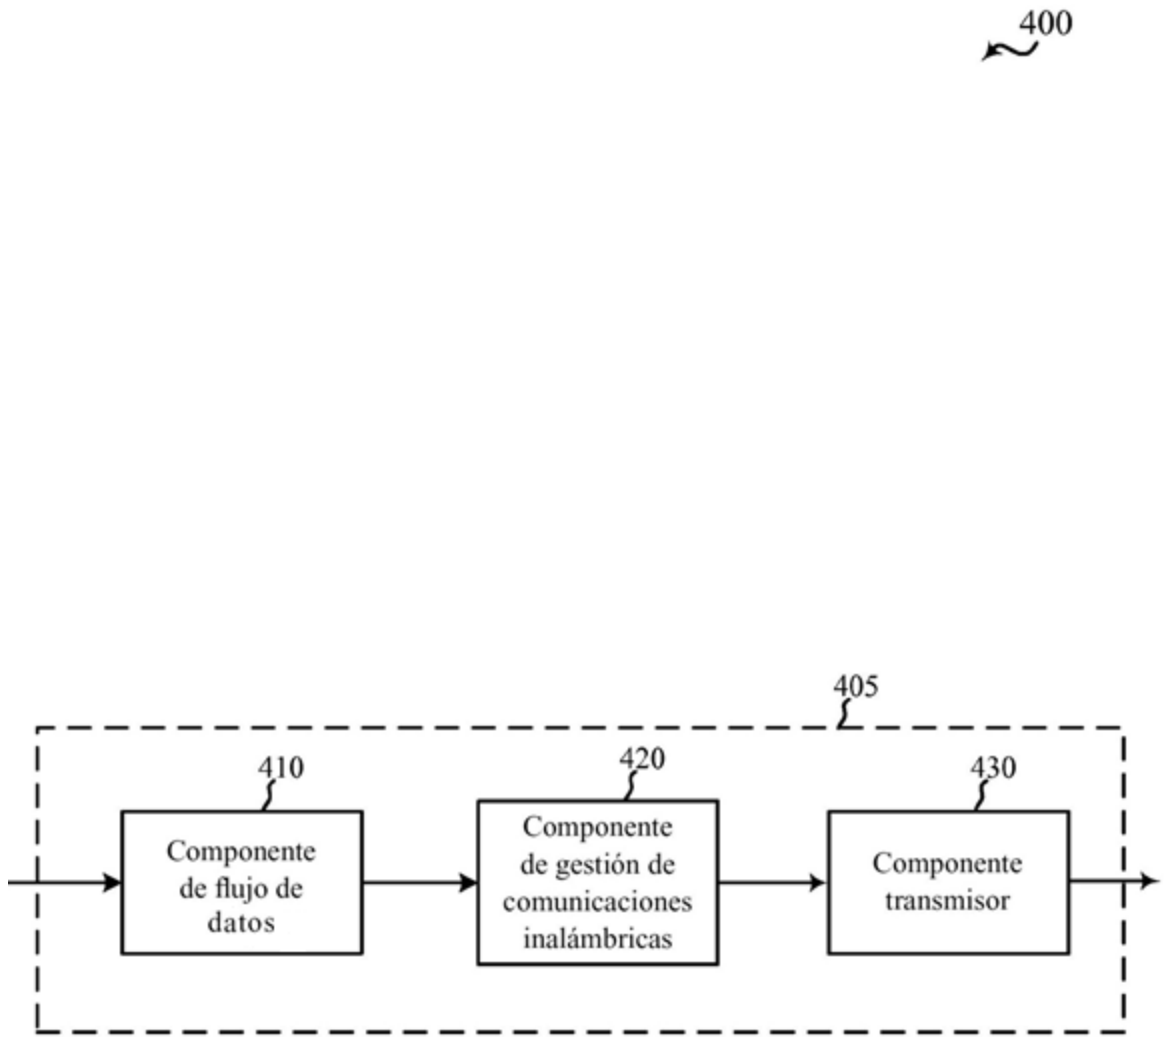 400
405
410
420
430
Componente
de flujo de
datos
Componente
de gestión de
comunicaciones
inalámbricas
Componente
transmisor